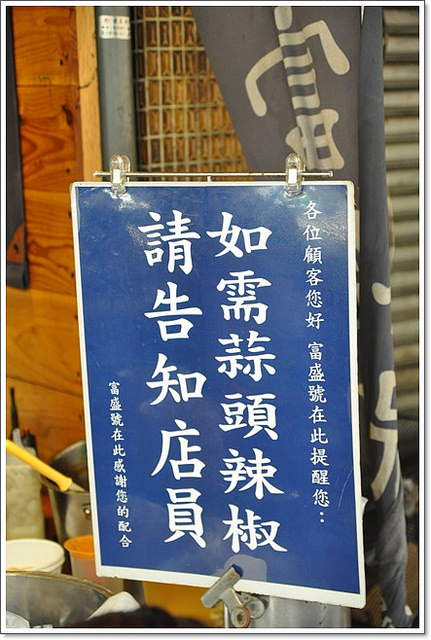 各位顧客您好 富盛號在此提醒您：
如需蒜頭辣椒
請告知店員
富盛號在此感謝您的配合